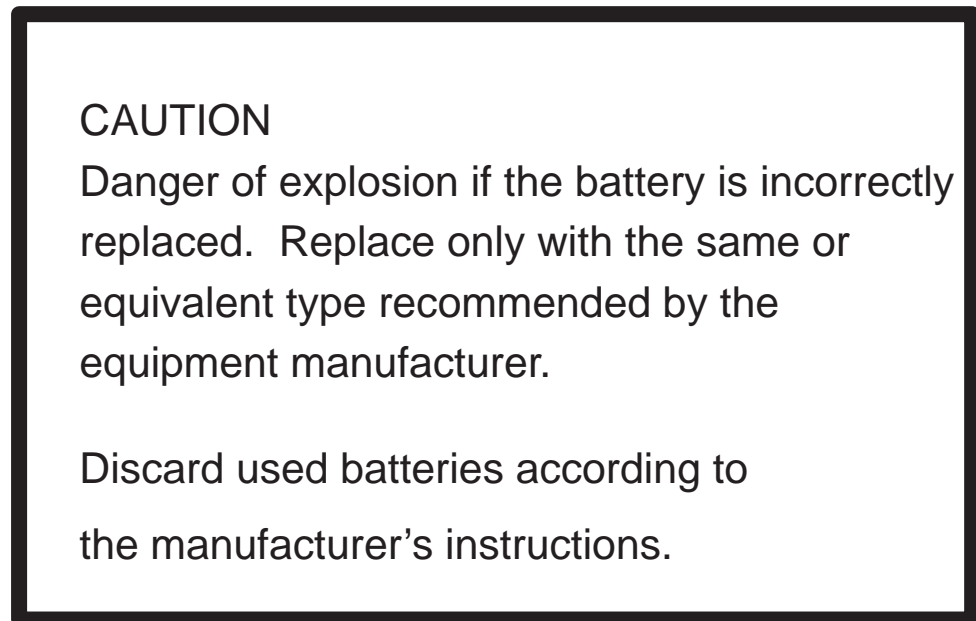 CAUTION
Danger of explosion if the battery is incorrectly
replaced.  Replace only with the same or
equivalent type recommended by the
equipment manufacturer.
Discard used batteries according to
the manufacturer’s instructions.